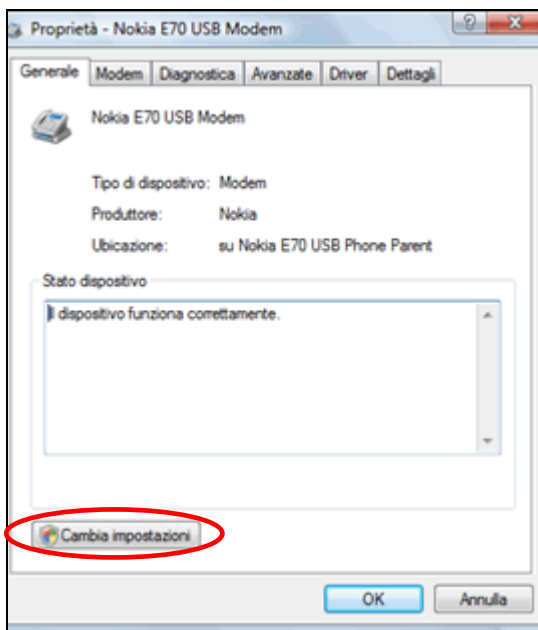 Proprietà - Nokia E70 USB Modem
Generale Modem Diagnostica Avanzate Driver Dettagli
Nokia E70 USB Modem
Tipo di dispositivo: Modem
Produttore: Nokia
Ubicazione: su Nokia E70 USB Phone Parent
Stato dispositivo
Il dispositivo funziona correttamente.
Cambia impostazioni
OK Annulla